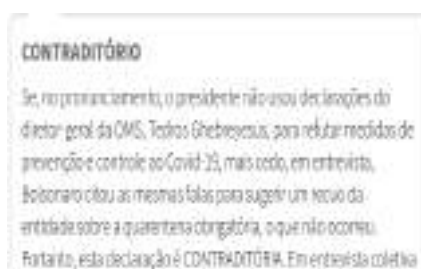 CONTRADITÓRIO
Se, no pronunciamento, o presidente não usou declarações do
diretor-geral da OMS, Tedros Ghebreyesus, para refutar medidas de
prevenção e controle ao Covid-19, mais cedo, em entrevista,
Bolsonaro citou as mesmas falas para sugerir um recuo da
entidade sobre a quarentena obrigatória, o que não ocorreu.
Portanto, esta declaração é CONTRADITÓRIA. Em entrevista coletiva